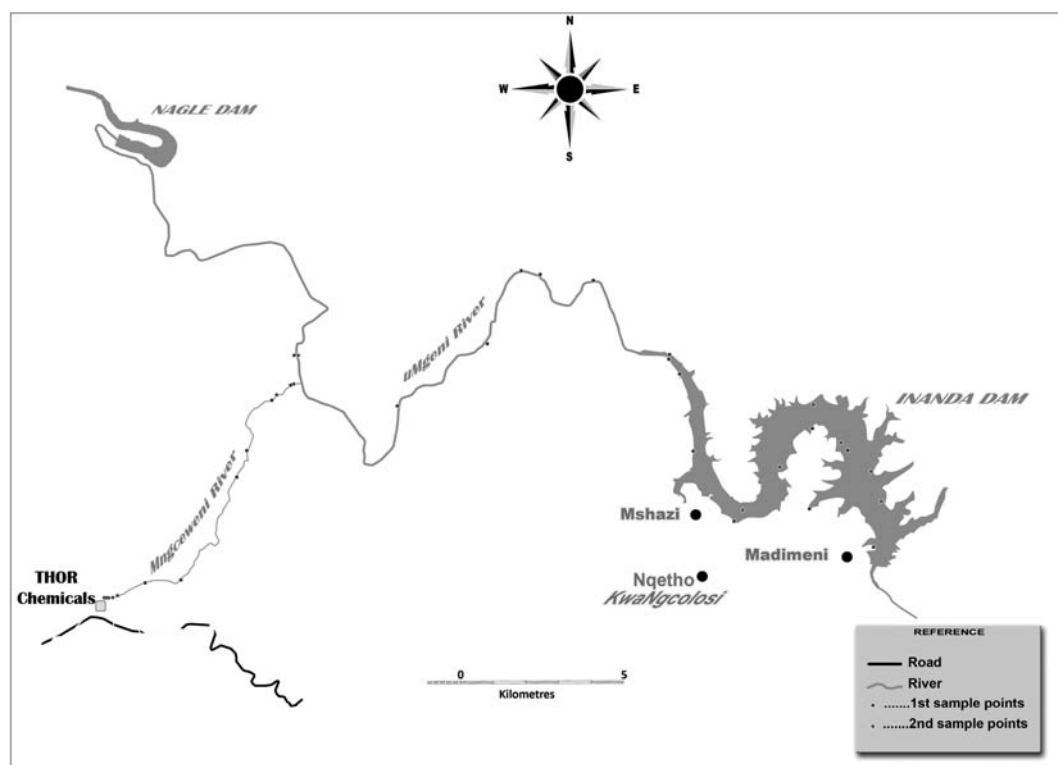 N
W
E
S
NAGLE DAM
uMgeni River
INANDA DAM
Mngceweni River
Mshazi
Madimeni
Nqetho
KwaNgcolosi
THOR
Chemicals
0 5
Kilometres
REFERENCE
Road
River
.......1st sample points
.......2nd sample points